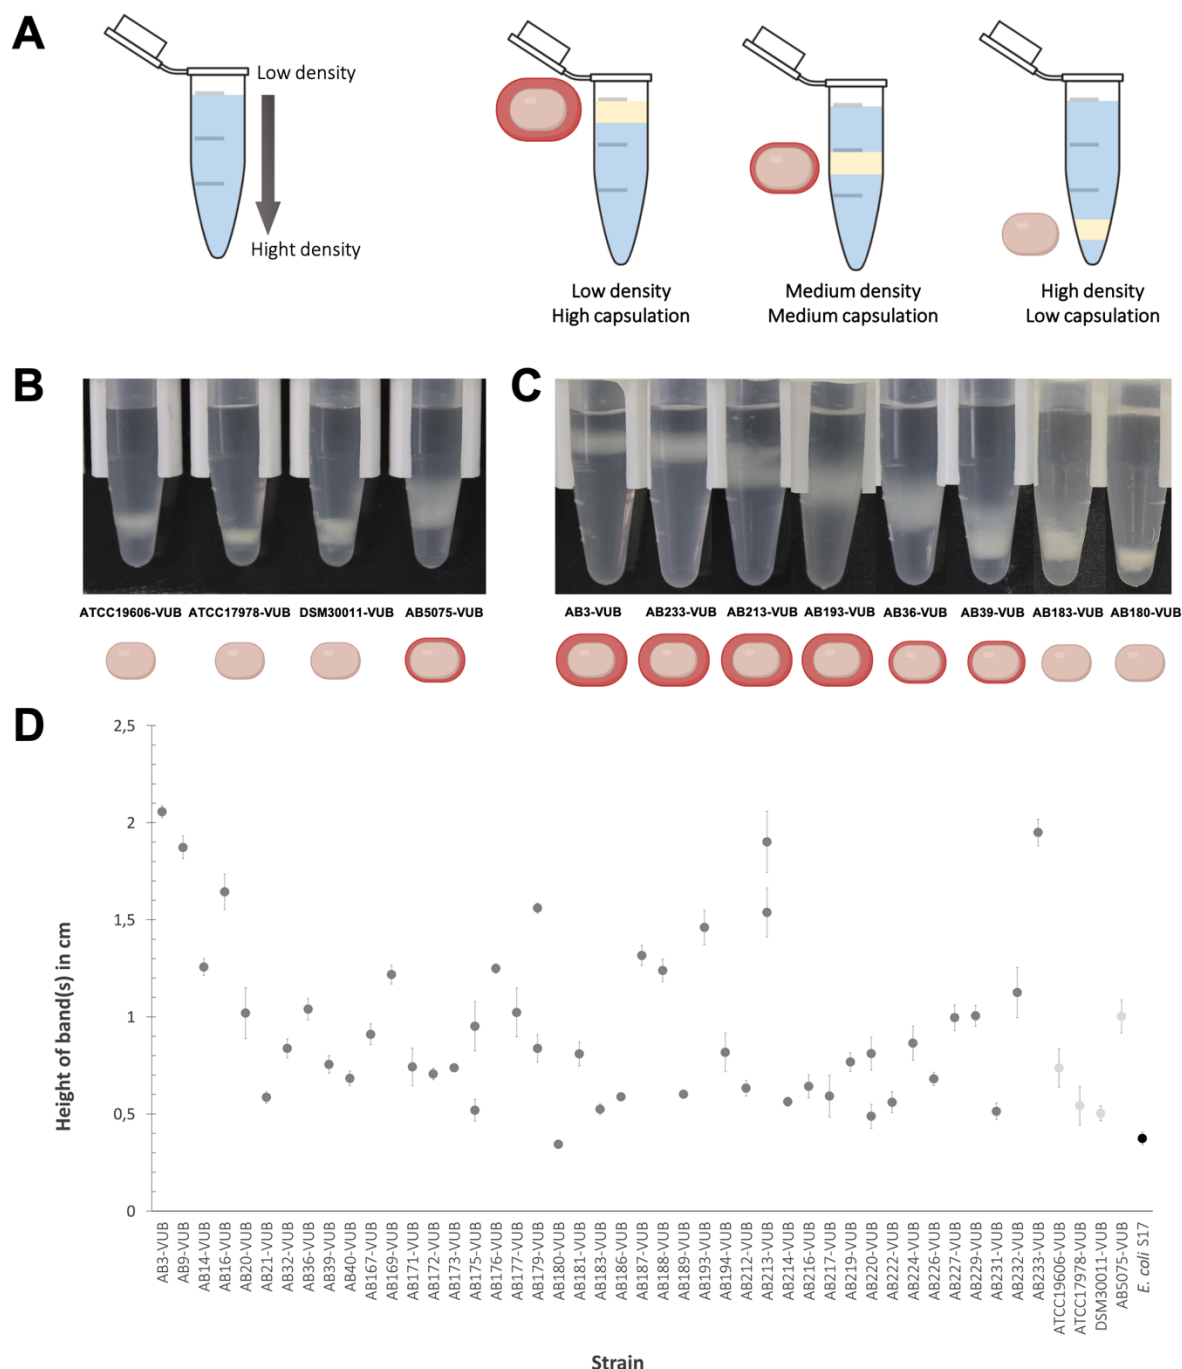 A
Low density
Hight density
Low density
High capsulation
Medium density
Medium capsulation
High density
Low capsulation
B
C
ATCC19606-VUB ATCC17978-VUB DSM30011-VUB AB5075-VUB
AB3-VUB AB233-VUB AB213-VUB AB193-VUB AB36-VUB AB39-VUB AB183-VUB AB180-VUB
D
Height of band(s) in cm
2,5
2
1,5
1
0,5
0
AB3-VUB
AB9-VUB
AB14-VUB
AB16-VUB
AB20-VUB
AB21-VUB
AB32-VUB
AB36-VUB
AB39-VUB
AB40-VUB
AB167-VUB
AB169-VUB
AB171-VUB
AB172-VUB
AB173-VUB
AB175-VUB
AB176-VUB
AB177-VUB
AB179-VUB
AB180-VUB
AB181-VUB
AB183-VUB
AB186-VUB
AB187-VUB
AB188-VUB
AB189-VUB
AB193-VUB
AB194-VUB
AB212-VUB
AB213-VUB
AB214-VUB
AB216-VUB
AB217-VUB
AB219-VUB
AB220-VUB
AB222-VUB
AB224-VUB
AB226-VUB
AB227-VUB
AB229-VUB
AB231-VUB
AB232-VUB
AB233-VUB
ATCC19606-VUB
ATCC17978-VUB
DSM30011-VUB
AB5075-VUB
E. coli S17
Strain